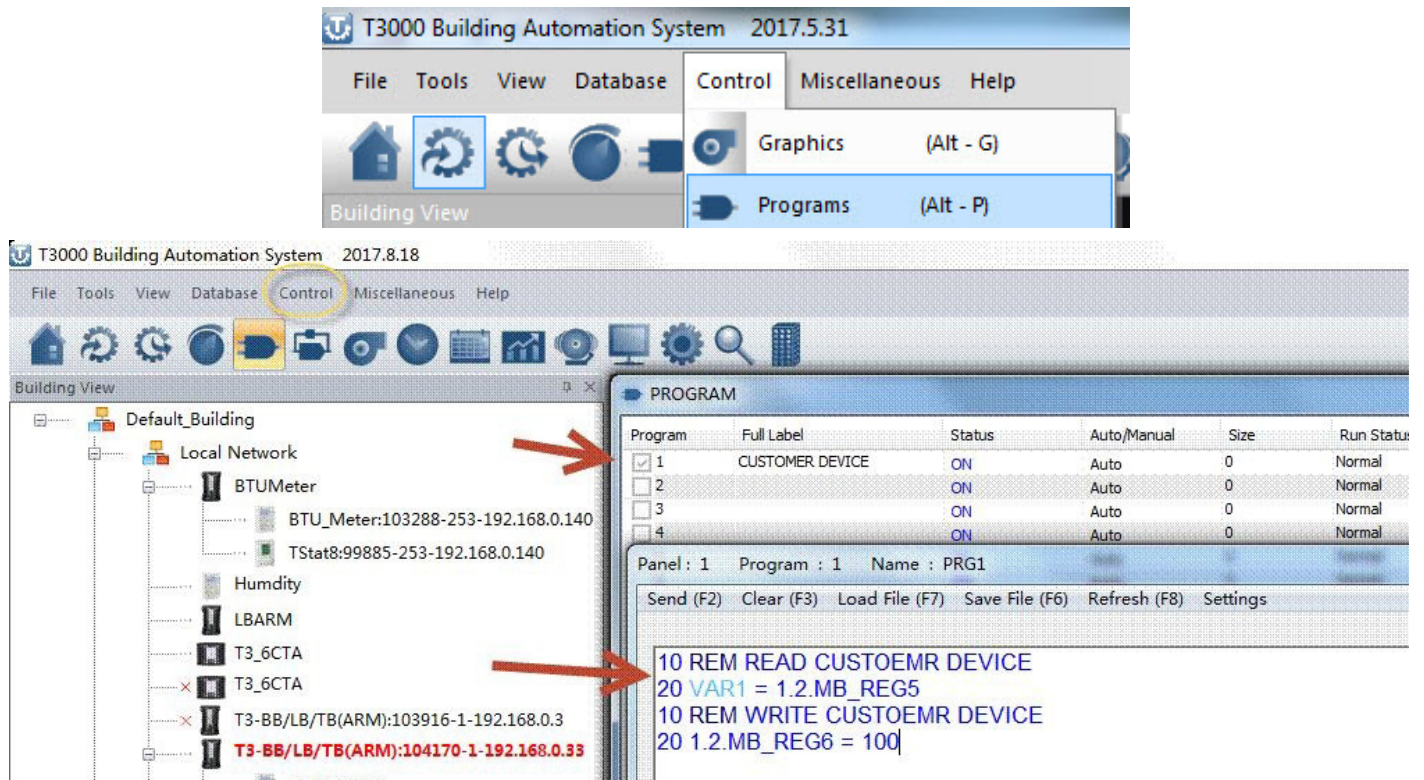 T3000 Building Automation System 2017.5.31
File Tools View Database Control Miscellaneous Help
Graphics (Alt - G)
Programs (Alt - P)
Building View
T3000 Building Automation System 2017.8.18
File Tools View Database Control Miscellaneous Help
Building View
Default_Building
Local Network
BTUMeter
BTU_Meter:103288-253-192.168.0.140
TStat8:99885-253-192.168.0.140
Humdity
LBARM
T3_6CTA
T3_6CTA
T3-BB/LB/TB(ARM):103916-1-192.168.0.3
T3-BB/LB/TB(ARM):104170-1-192.168.0.33
PROGRAM
Program Full Label Status Auto/Manual Size Run Status
1 CUSTOMER DEVICE ON Auto 0 Normal
2 ON Auto 0 Normal
3 ON Auto 0 Normal
4 ON Auto 0 Normal
Panel : 1 Program : 1 Name : PRG1
Send (F2) Clear (F3) Load File (F7) Save File (F6) Refresh (F8) Settings
10 REM READ CUSTOEMR DEVICE
20 VAR1 = 1.2.MB_REG5
10 REM WRITE CUSTOEMR DEVICE
20 1.2.MB_REG6 = 100